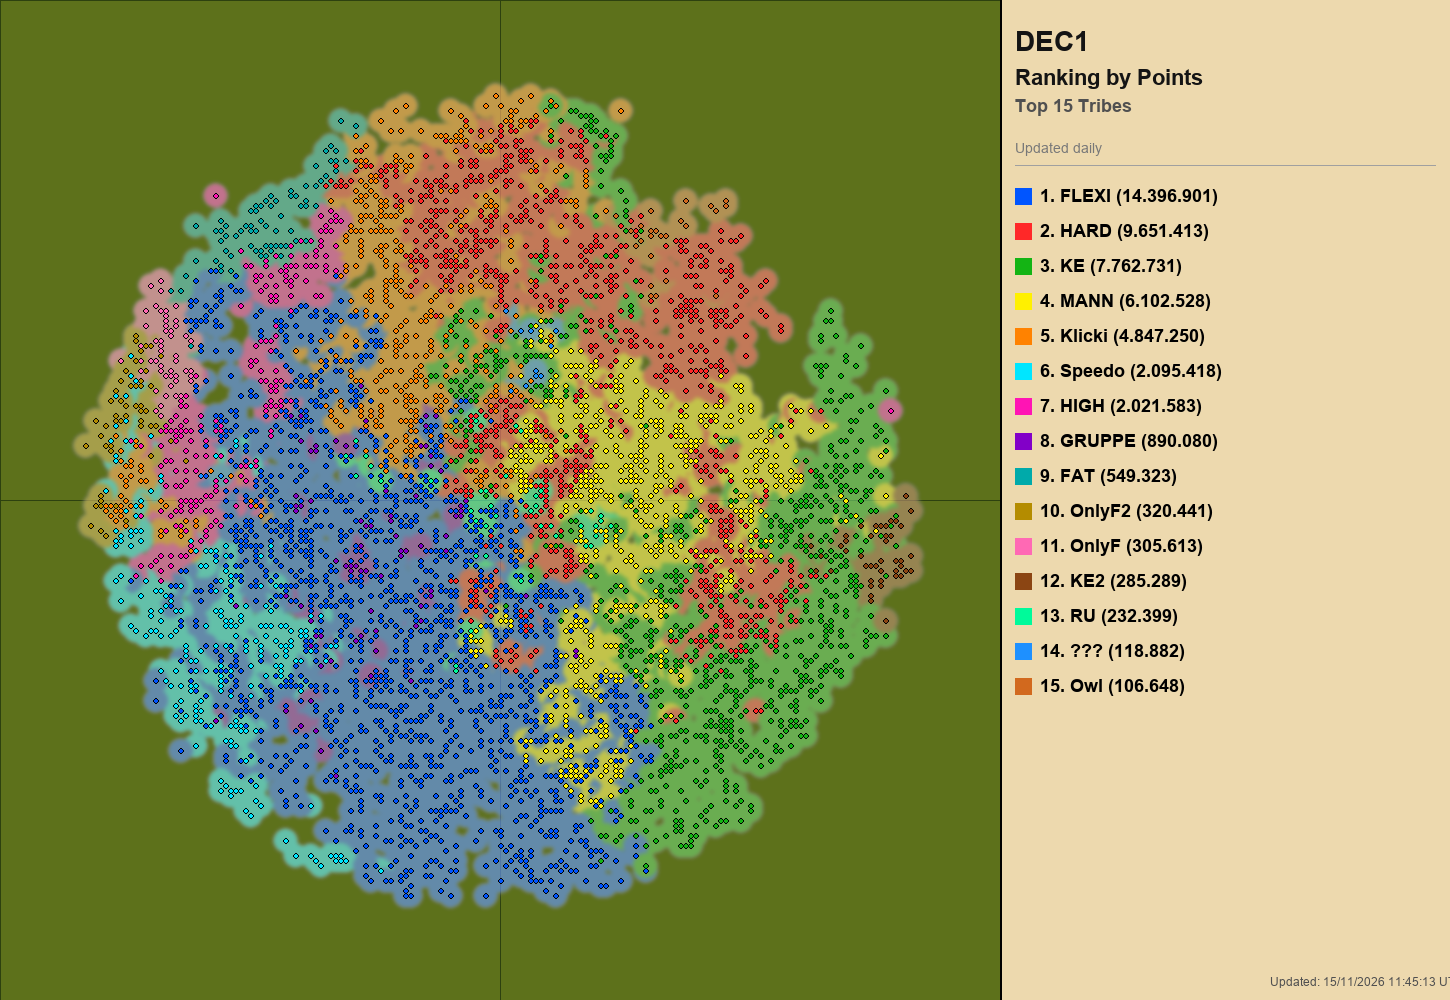 DEC1
Ranking by Points
Top 15 Tribes
Updated daily
1. FLEXI (14.396.901)
2. HARD (9.651.413)
3. KE (7.762.731)
4. MANN (6.102.528)
5. Klicki (4.847.250)
6. Speedo (2.095.418)
7. HIGH (2.021.583)
8. GRUPPE (890.080)
9. FAT (549.323)
10. OnlyF2 (320.441)
11. OnlyF (305.613)
12. KE2 (285.289)
13. RU (232.399)
14. ??? (118.882)
15. Owl (106.648)
Updated: 15/11/2026 11:45:13 U